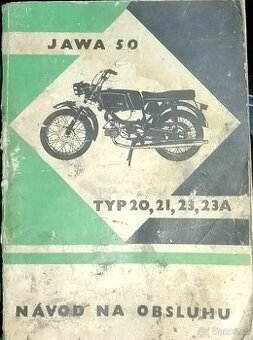 JAWA 50
TYP 20, 21, 23, 23A
NÁVOD NA OBSLUHU